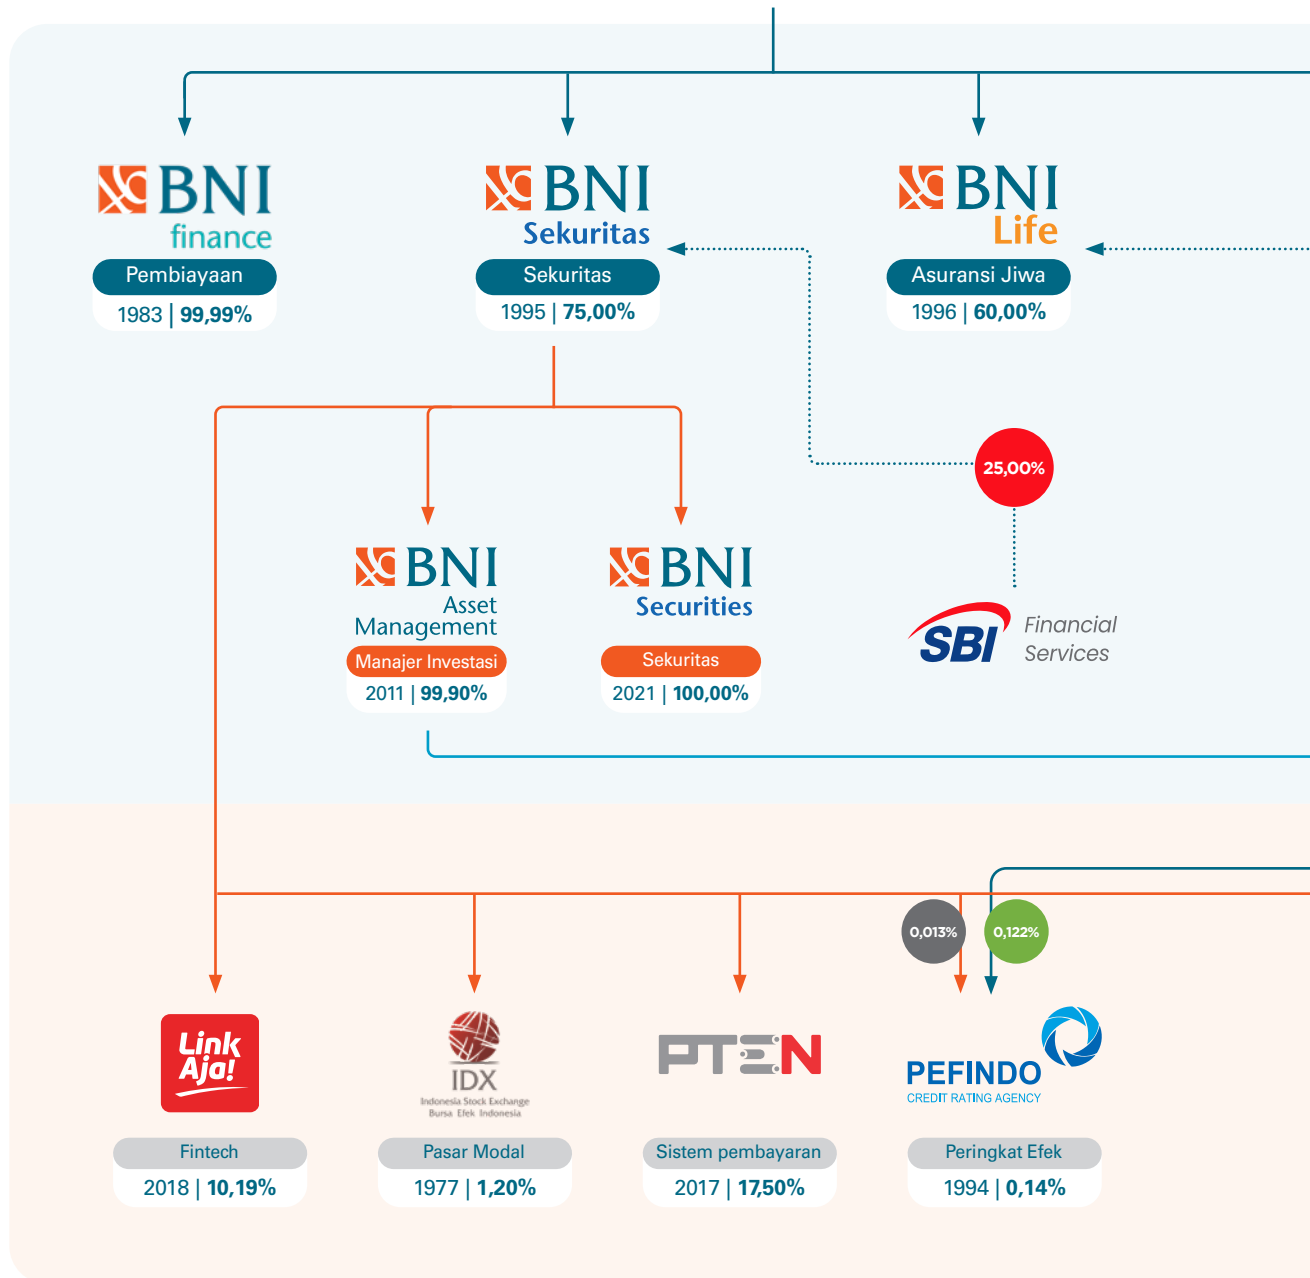 BNI
finance
Pembiayaan
1983 | 99,99%
BNI
Sekuritas
Sekuritas
1995 | 75,00%
BNI
Life
Asuransi Jiwa
1996 | 60,00%
25,00%
BNI
Asset
Management
Manajer Investasi
2011 | 99,90%
BNI
Securities
Sekuritas
2021 | 100,00%
SBI
Financial
Services
0,013%
0,122%
Link
Aja!
Fintech
2018 | 10,19%
IDX
Indonesia Stock Exchange
Bursa Efek Indonesia
Pasar Modal
1977 | 1,20%
PTEN
Sistem pembayaran
2017 | 17,50%
PEFINDO
CREDIT RATING AGENCY
Peringkat Efek
1994 | 0,14%